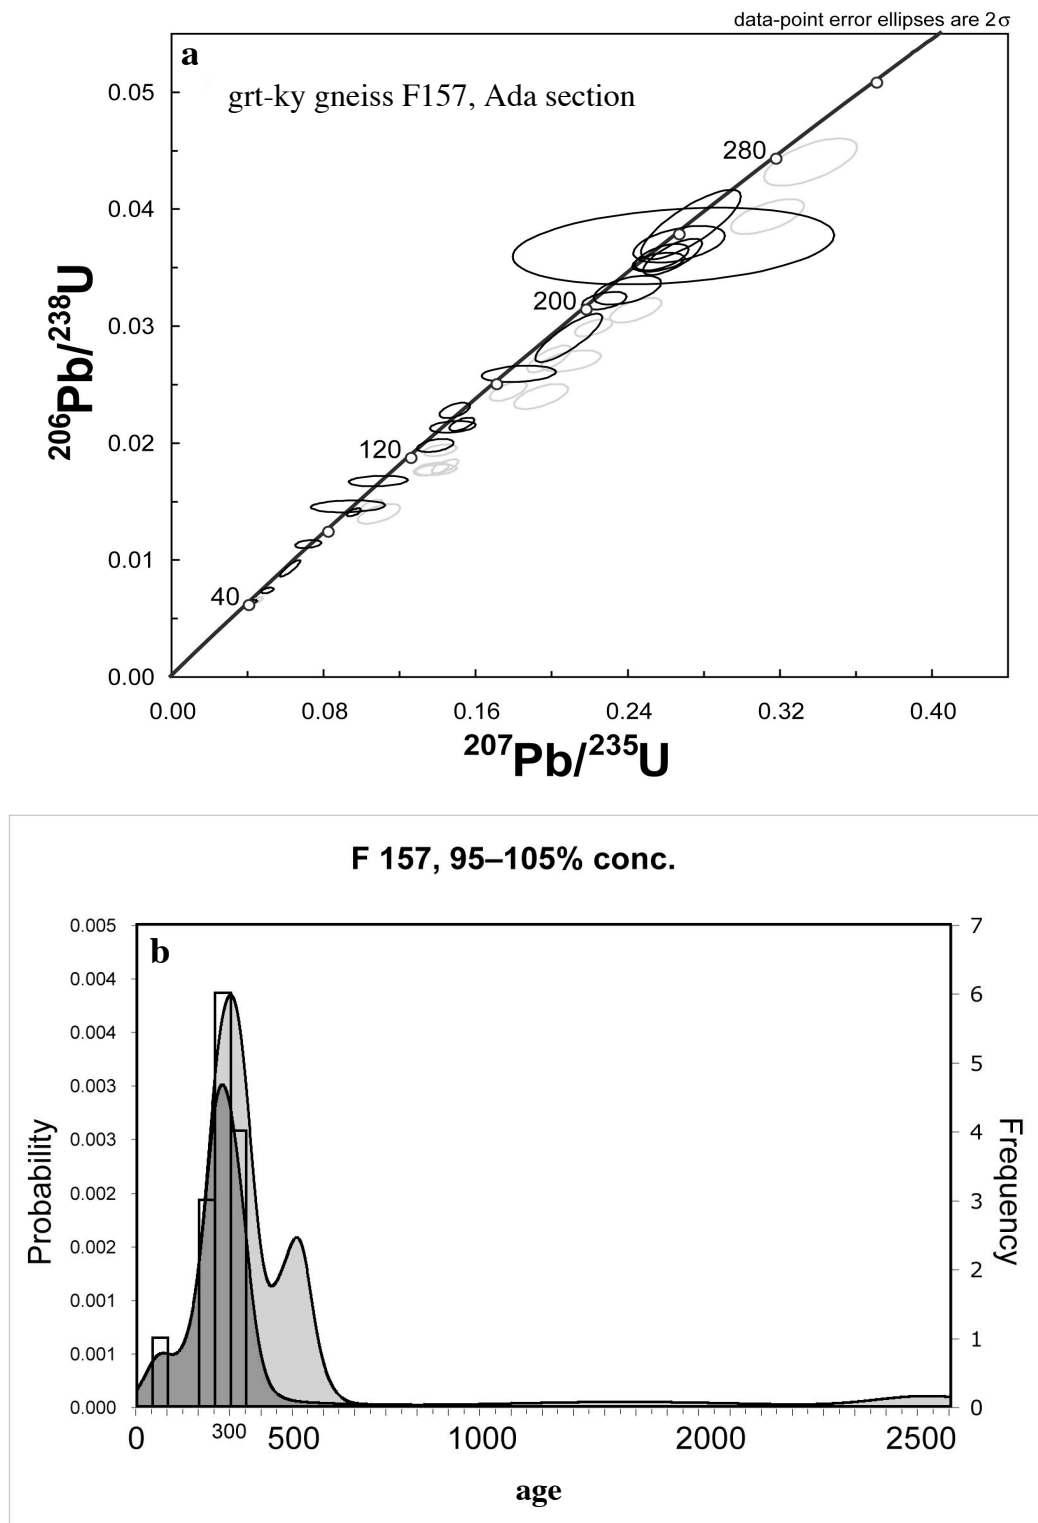 data-point error ellipses are 2σ
a
grt-ky gneiss F157, Ada section
0.05
0.04
0.03
0.02
0.01
0.00
280
200
120
40
206Pb/238U
0.00 0.08 0.16 0.24 0.32 0.40
207Pb/235U
F 157, 95–105% conc.
b
0.005
0.004
0.004
0.003
0.003
0.002
0.002
0.001
0.001
0.000
Probability
7
6
5
4
3
2
1
0
Frequency
0 300 500 1000 2000 2500
age